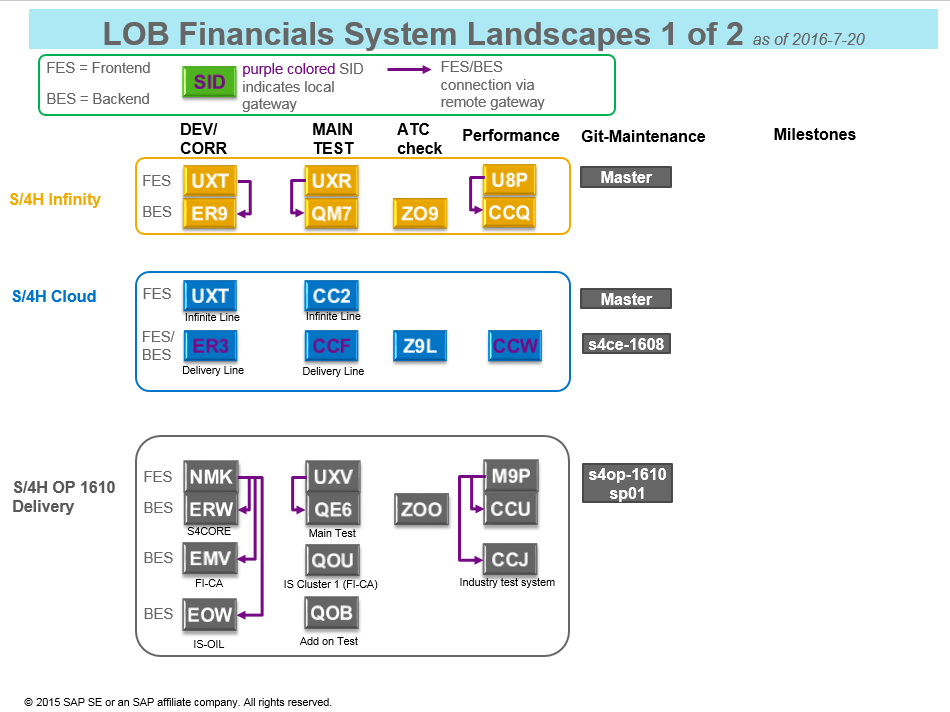 LOB Financials System Landscapes 1 of 2 as of 2016-7-20
FES = Frontend
BES = Backend
SID
purple colored SID
indicates local
gateway
FES/BES
connection via
remote gateway
DEV/
CORR
MAIN
TEST
ATC
check
Performance
Git-Maintenance
Milestones
S/4H Infinity
FES
UXT
UXR
U8P
Master
BES
ER9
QM7
ZO9
CCQ
S/4H Cloud
FES
UXT
CC2
Master
Infinite Line
Infinite Line
FES/
BES
ER3
CCF
Z9L
CCW
s4ce-1608
Delivery Line
Delivery Line
S/4H OP 1610
Delivery
FES
NMK
UXV
M9P
s4op-1610
sp01
BES
ERW
QE6
ZOO
CCU
S4CORE
Main Test
BES
EMV
QOU
CCJ
FI-CA
IS Cluster 1 (FI-CA)
Industry test system
BES
EOW
QOB
IS-OIL
Add on Test
© 2015 SAP SE or an SAP affiliate company. All rights reserved.